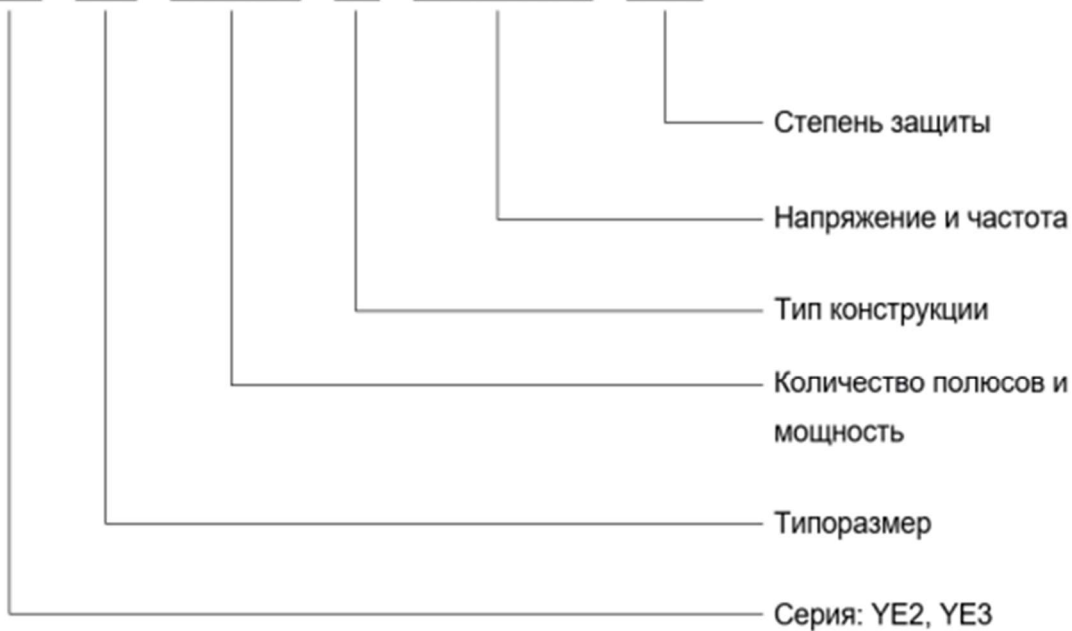 Степень защиты
Напряжение и частота
Тип конструкции
Количество полюсов и
мощность
Типоразмер
Серия: YE2, YE3